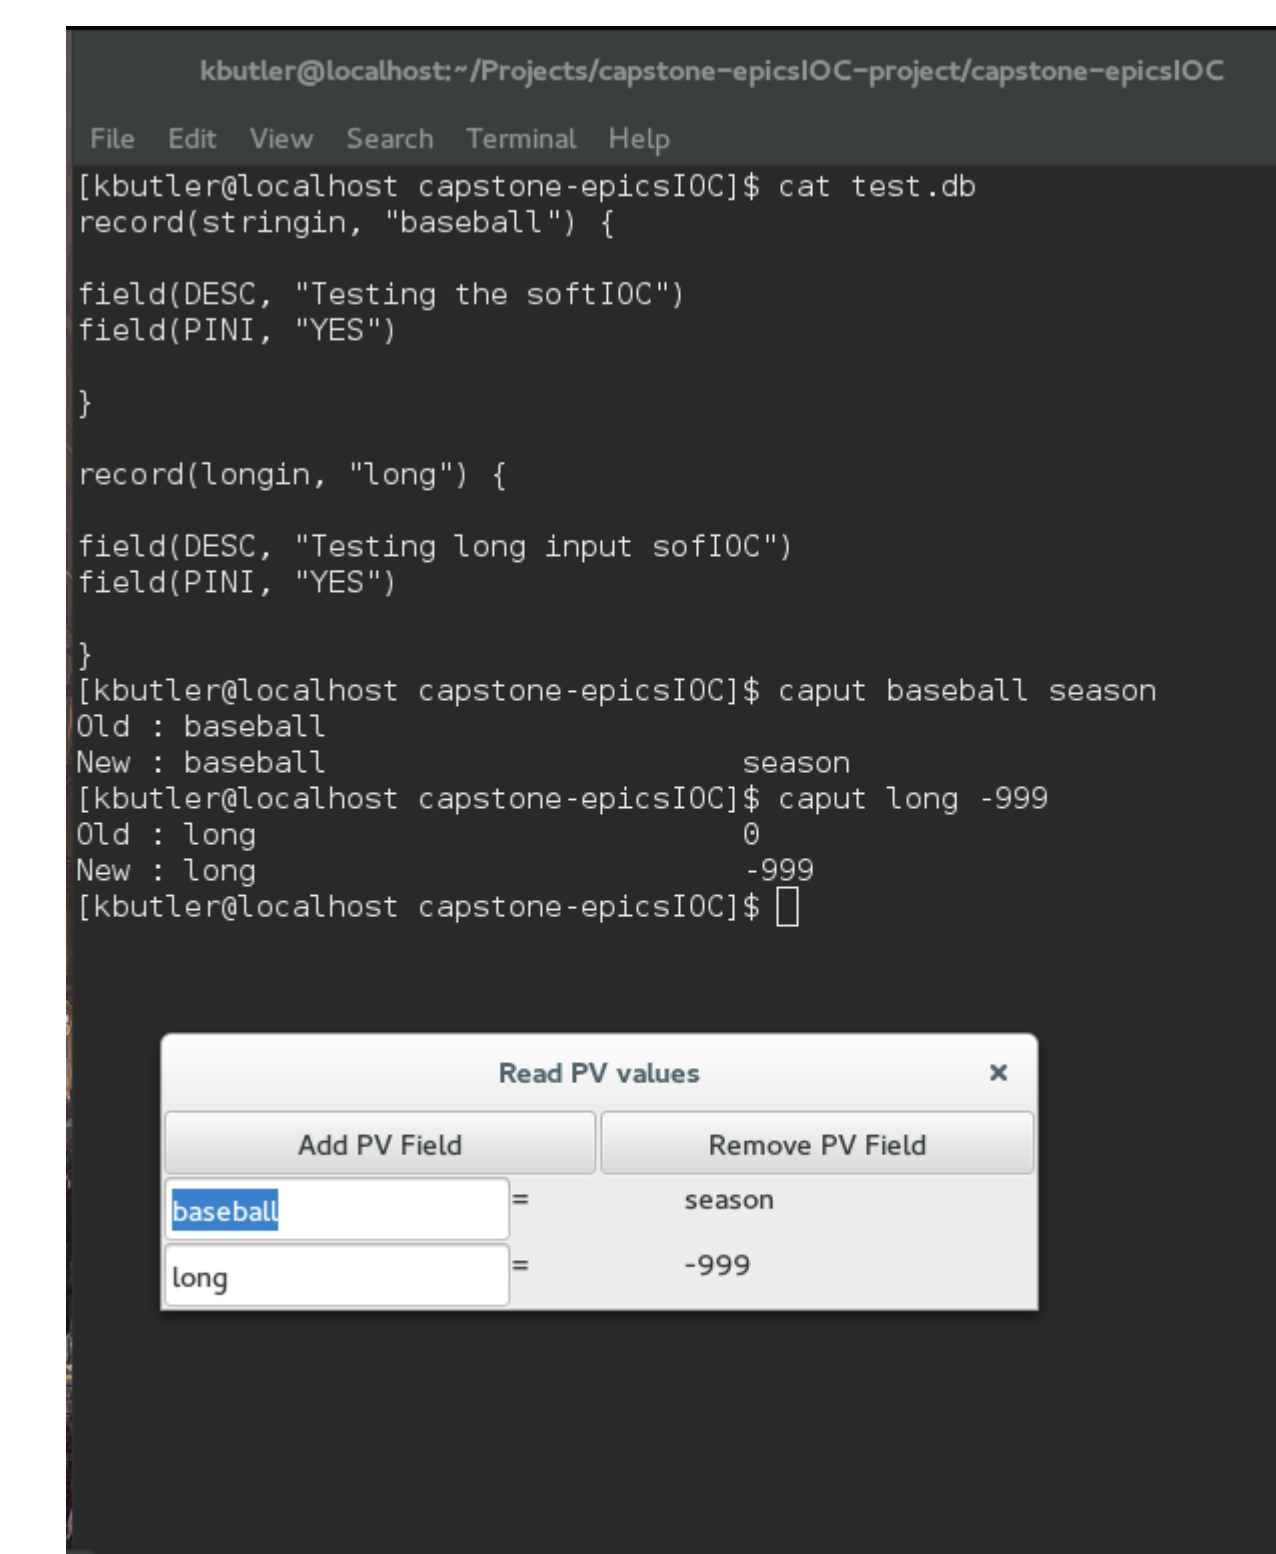 kbutler@localhost:~/Projects/capstone-epicsIOC-project/capstone-epicsIOC
File Edit View Search Terminal Help
[kbutler@localhost capstone-epicsIOC]$ cat test.db
record(stringin, "baseball") {
field(DESC, "Testing the softIOC")
field(PINI, "YES")
}
record(longin, "long") {
field(DESC, "Testing long input sofIOC")
field(PINI, "YES")
}
[kbutler@localhost capstone-epicsIOC]$ caput baseball season
Old : baseball
New : baseball season
[kbutler@localhost capstone-epicsIOC]$ caput long -999
Old : long 0
New : long -999
[kbutler@localhost capstone-epicsIOC]$
Read PV values ×
Add PV Field Remove PV Field
baseball = season
long = -999